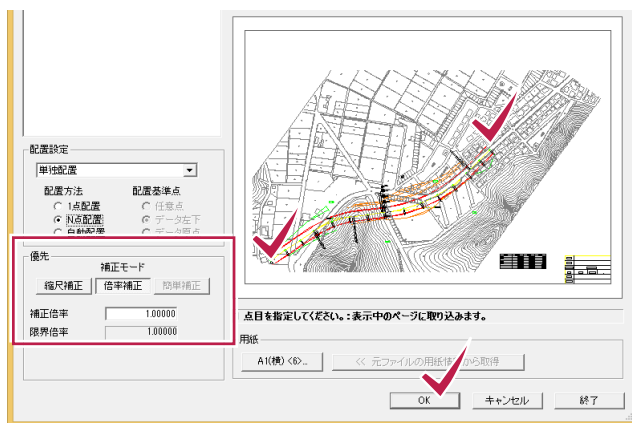 配置設定
単独配置
配置方法 配置基準点
1点配置 任意点
N点配置 データ左下
自動配置 データ原点
優先
補正モード
縮尺補正 倍率補正 簡単補正
補正倍率 1.00000
限界倍率 1.00000
点目を指定してください。:表示中のページに取り込みます。
用紙
A1(横) <6>... << 元ファイルの用紙情報から取得
OK キャンセル 終了